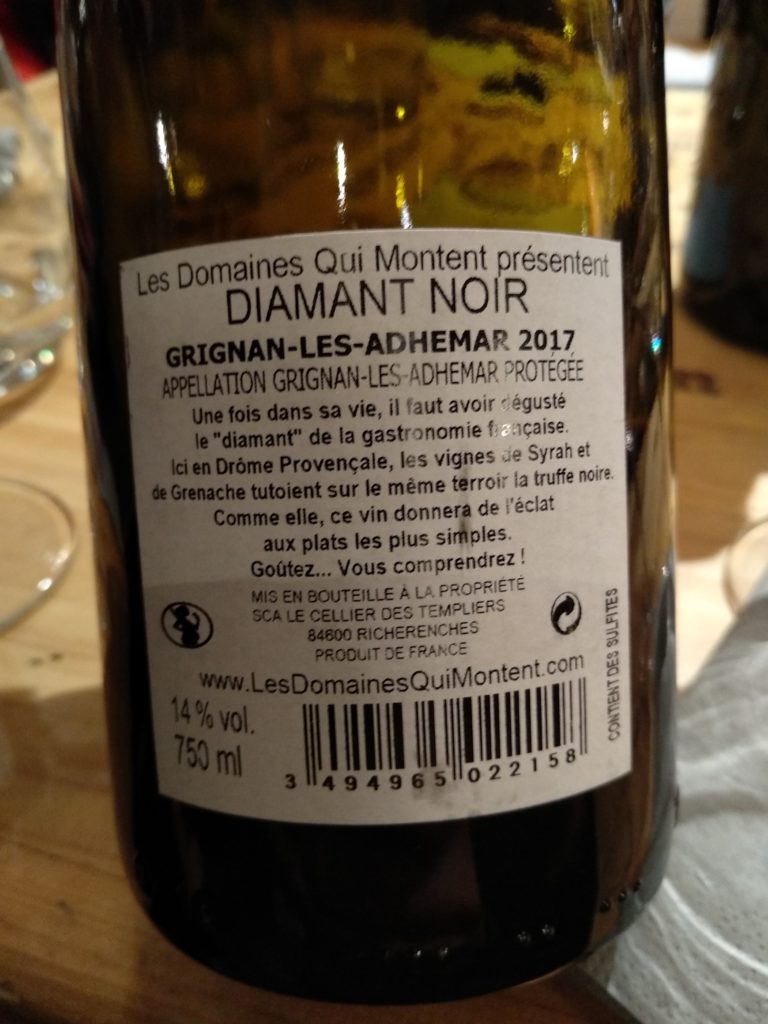 Les Domaines Qui Montent présentent
DIAMANT NOIR
GRIGNAN-LES-ADHEMAR 2017
APPELLATION GRIGNAN-LES-ADHEMAR PROTÉGÉE
Une fois dans sa vie, il faut avoir dégusté
le "diamant" de la gastronomie française.
Ici en Drôme Provençale, les vignes de Syrah et
de Grenache tutoient sur le même terroir la truffe noire.
Comme elle, ce vin donnera de l'éclat
aux plats les plus simples.
Goûtez... Vous comprendrez !
MIS EN BOUTEILLE À LA PROPRIÉTÉ
SCA LE CELLIER DES TEMPLIERS
84600 RICHERENCHES
PRODUIT DE FRANCE
www.LesDomainesQuiMontent.com
14 % vol.
750 ml
3 494965 022158
CONTIENT DES SULFITES